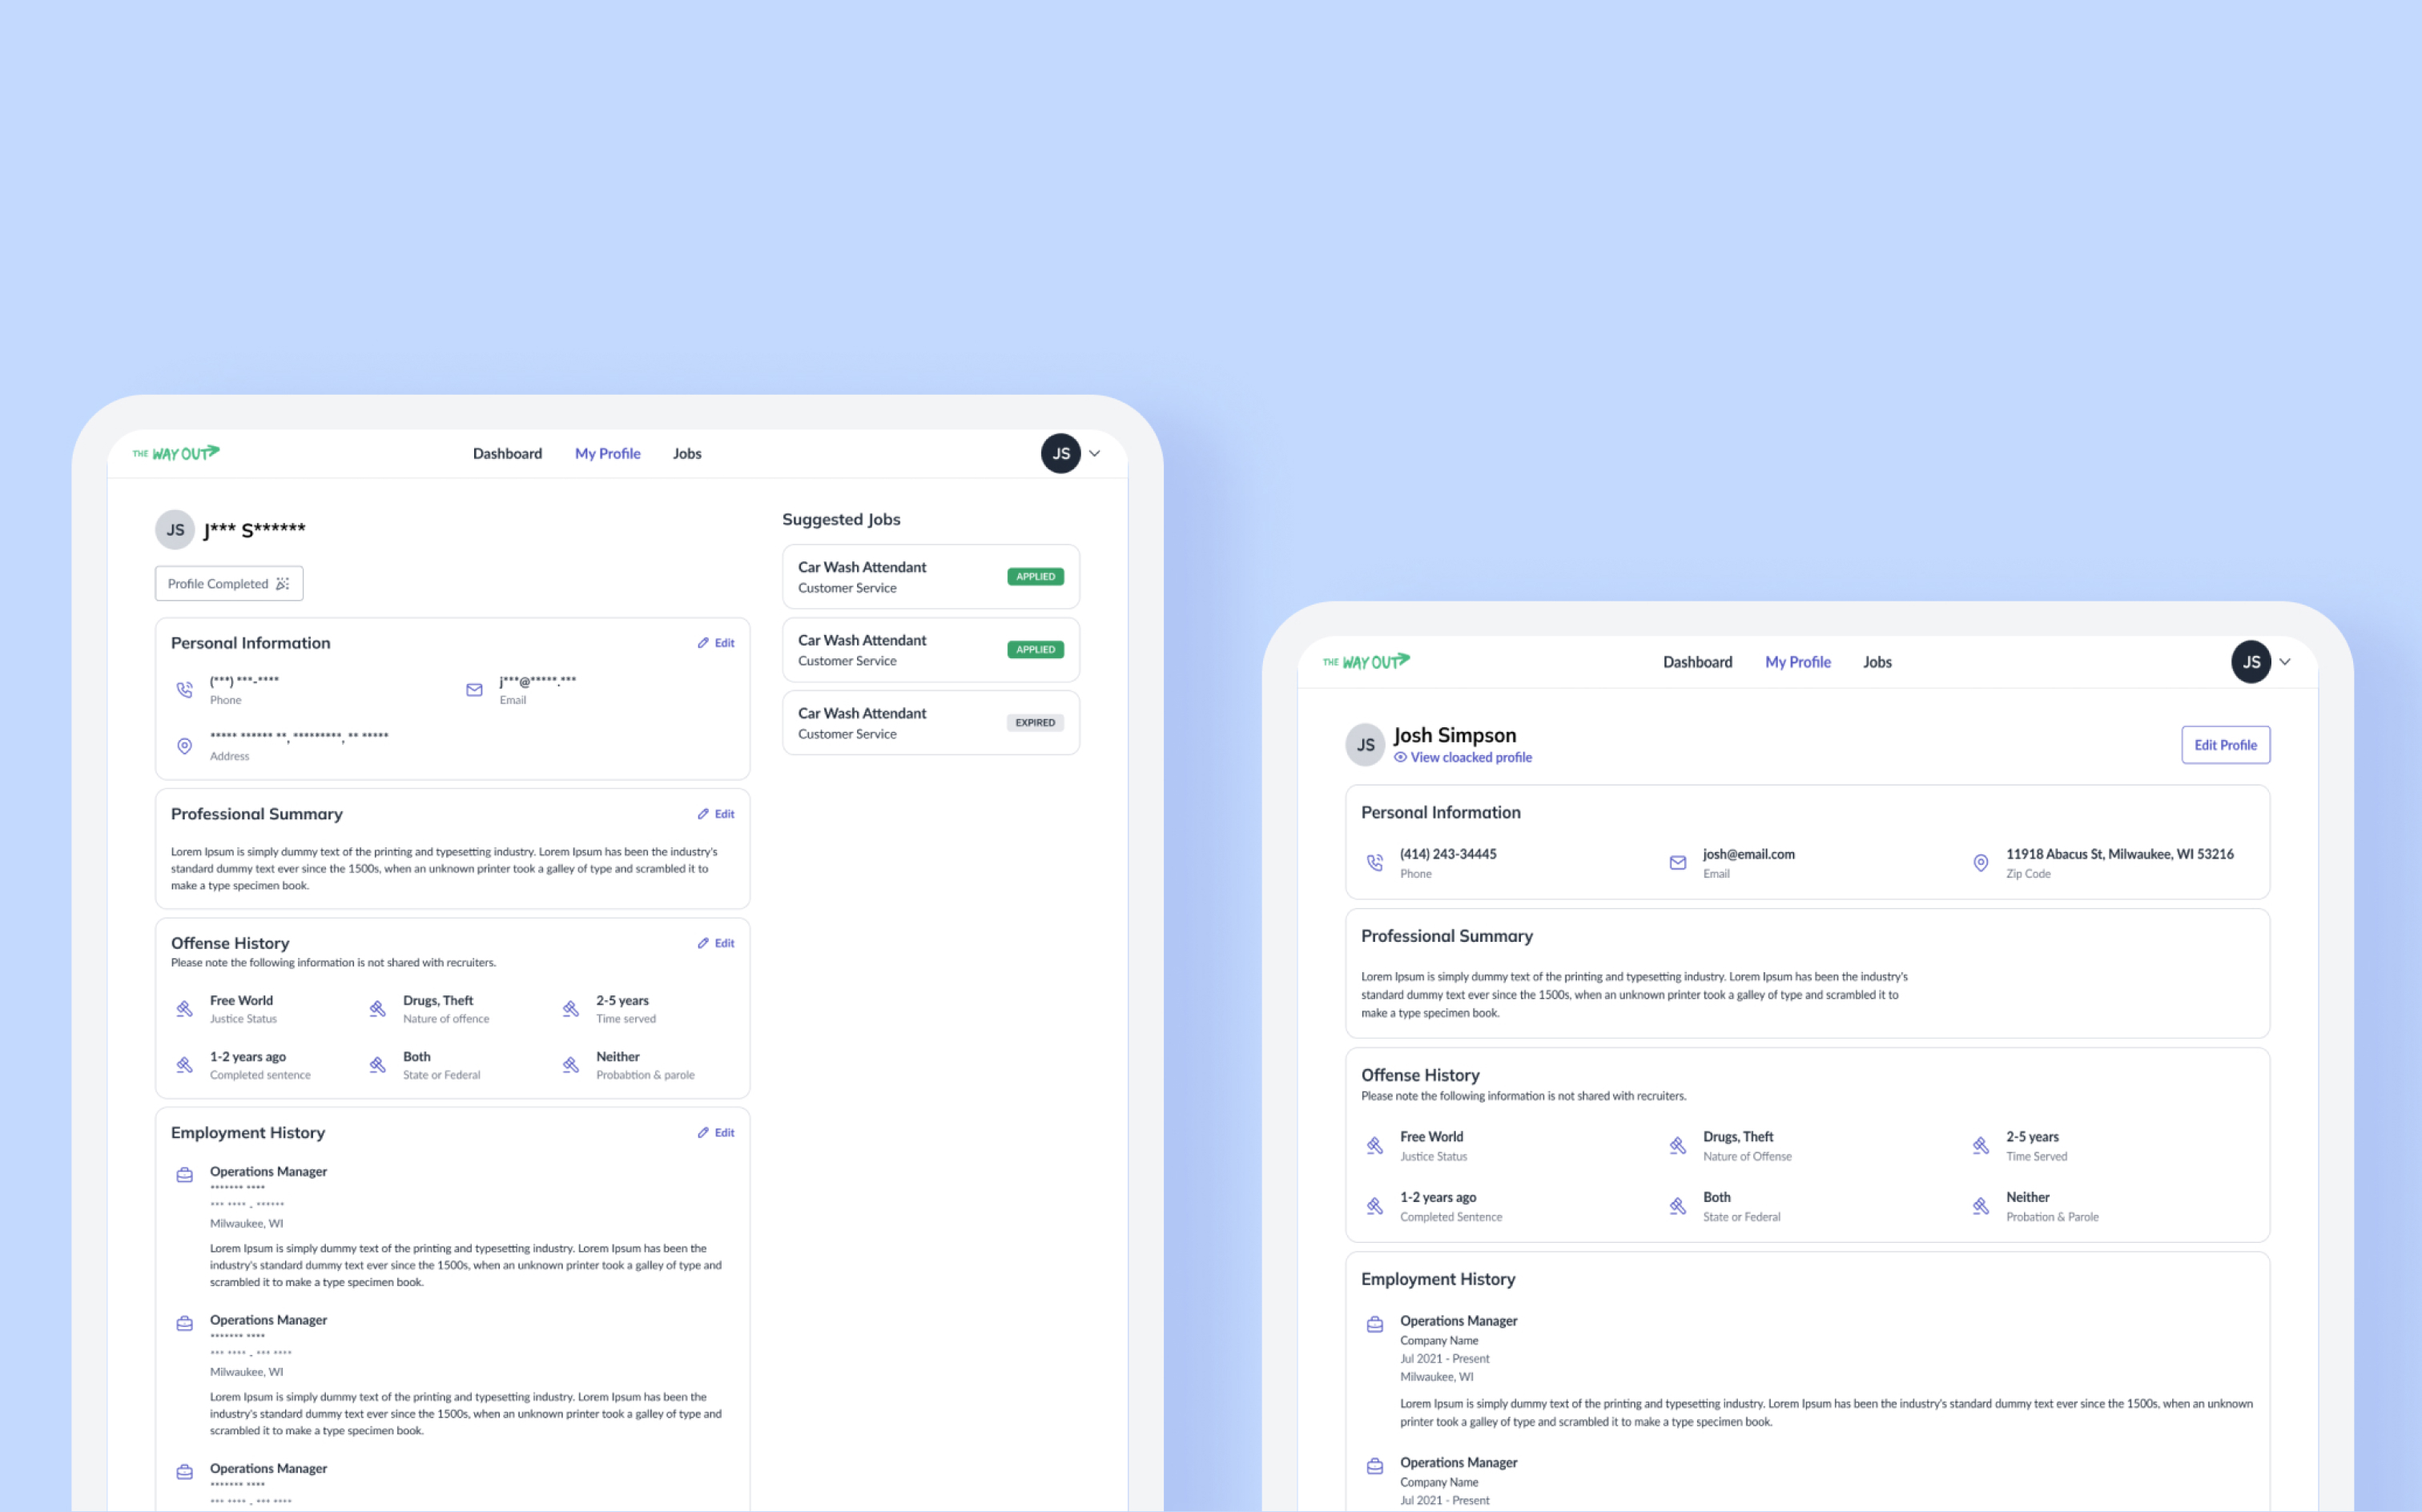 THE WAY OUT
Dashboard My Profile Jobs
JS
JS
J*** S******
Profile Completed
Personal Information
Edit
(***) ***-****
Phone
j***@*****.***
Email
***** ****** **, *********, ** *****
Address
Professional Summary
Edit
Lorem Ipsum is simply dummy text of the printing and typesetting industry. Lorem Ipsum has been the industry's
standard dummy text ever since the 1500s, when an unknown printer took a galley of type and scrambled it to
make a type specimen book.
Offense History
Edit
Please note the following information is not shared with recruiters.
Free World
Justice Status
Drugs, Theft
Nature of offence
2-5 years
Time served
1-2 years ago
Completed sentence
Both
State or Federal
Neither
Probabtion & parole
Employment History
Edit
Operations Manager
******* ****
*** **** - ******
Milwaukee, WI
Lorem Ipsum is simply dummy text of the printing and typesetting industry. Lorem Ipsum has been the
industry's standard dummy text ever since the 1500s, when an unknown printer took a galley of type and
scrambled it to make a type specimen book.
Operations Manager
******* ****
*** **** - *** ****
Milwaukee, WI
Lorem Ipsum is simply dummy text of the printing and typesetting industry. Lorem Ipsum has been the
industry's standard dummy text ever since the 1500s, when an unknown printer took a galley of type and
scrambled it to make a type specimen book.
Operations Manager
******* ****
*** **** - *** ****
Suggested Jobs
Car Wash Attendant
Customer Service
APPLIED
Car Wash Attendant
Customer Service
APPLIED
Car Wash Attendant
Customer Service
EXPIRED
THE WAY OUT
Dashboard My Profile Jobs
JS
JS
Josh Simpson
View cloacked profile
Edit Profile
Personal Information
(414) 243-34445
Phone
josh@email.com
Email
11918 Abacus St, Milwaukee, WI 53216
Zip Code
Professional Summary
Lorem Ipsum is simply dummy text of the printing and typesetting industry. Lorem Ipsum has been the industry's
standard dummy text ever since the 1500s, when an unknown printer took a galley of type and scrambled it to
make a type specimen book.
Offense History
Please note the following information is not shared with recruiters.
Free World
Justice Status
Drugs, Theft
Nature of Offense
2-5 years
Time Served
1-2 years ago
Completed Sentence
Both
State or Federal
Neither
Probation & Parole
Employment History
Operations Manager
Company Name
Jul 2021 - Present
Milwaukee, WI
Lorem Ipsum is simply dummy text of the printing and typesetting industry. Lorem Ipsum has been the industry's standard dummy text ever since the 1500s, when an unknown
printer took a galley of type and scrambled it to make a type specimen book.
Operations Manager
Company Name
Jul 2021 - Present